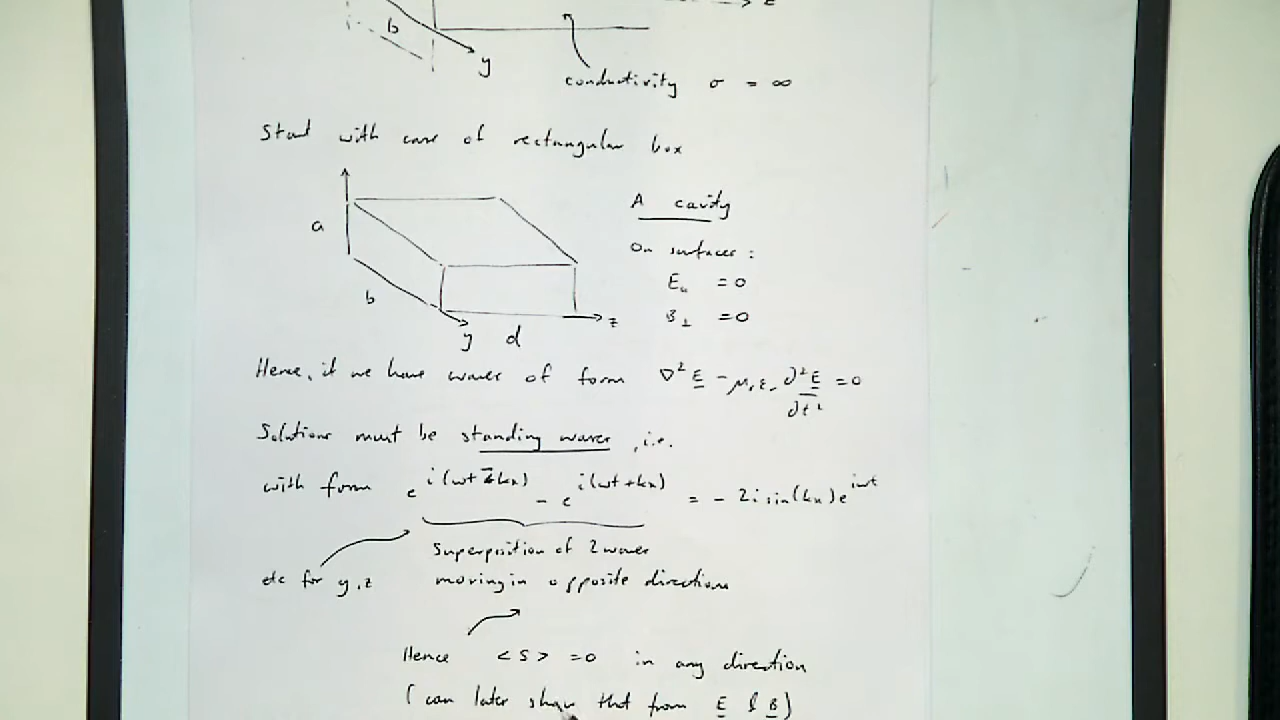 b
z
y
conductivity σ = ∞
Start with case of rectangular box
a
A cavity
On surfaces :
E‖ = 0
b
B⊥ = 0
z
y
d
Hence, if we have waves of form ∇²E - μ₀ε₀ ∂²E/∂t² = 0
Solutions must be standing waves, i.e.
with form e^{i(ωt-kx)} - e^{i(ωt+kx)} = - 2i sin(kx) e^{iωt}
Superposition of 2 waves
etc for y, z moving in opposite directions
Hence <S> = 0 in any direction
(can later show that from E & B)